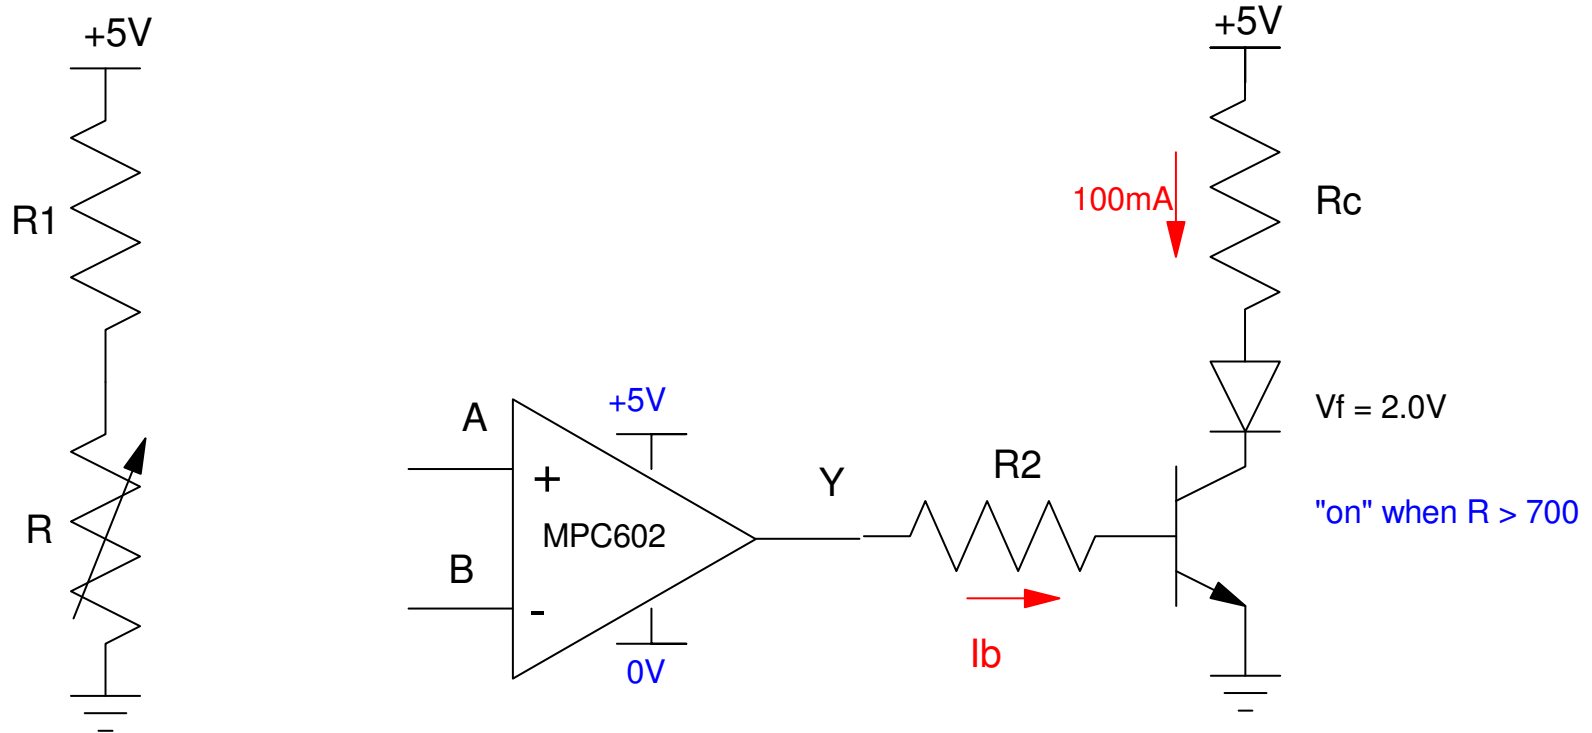 +5V
R1
R
A
B
+
-
MPC602
+5V
0V
Y
R2
Ib
+5V
100mA
Rc
Vf = 2.0V
"on" when R > 700